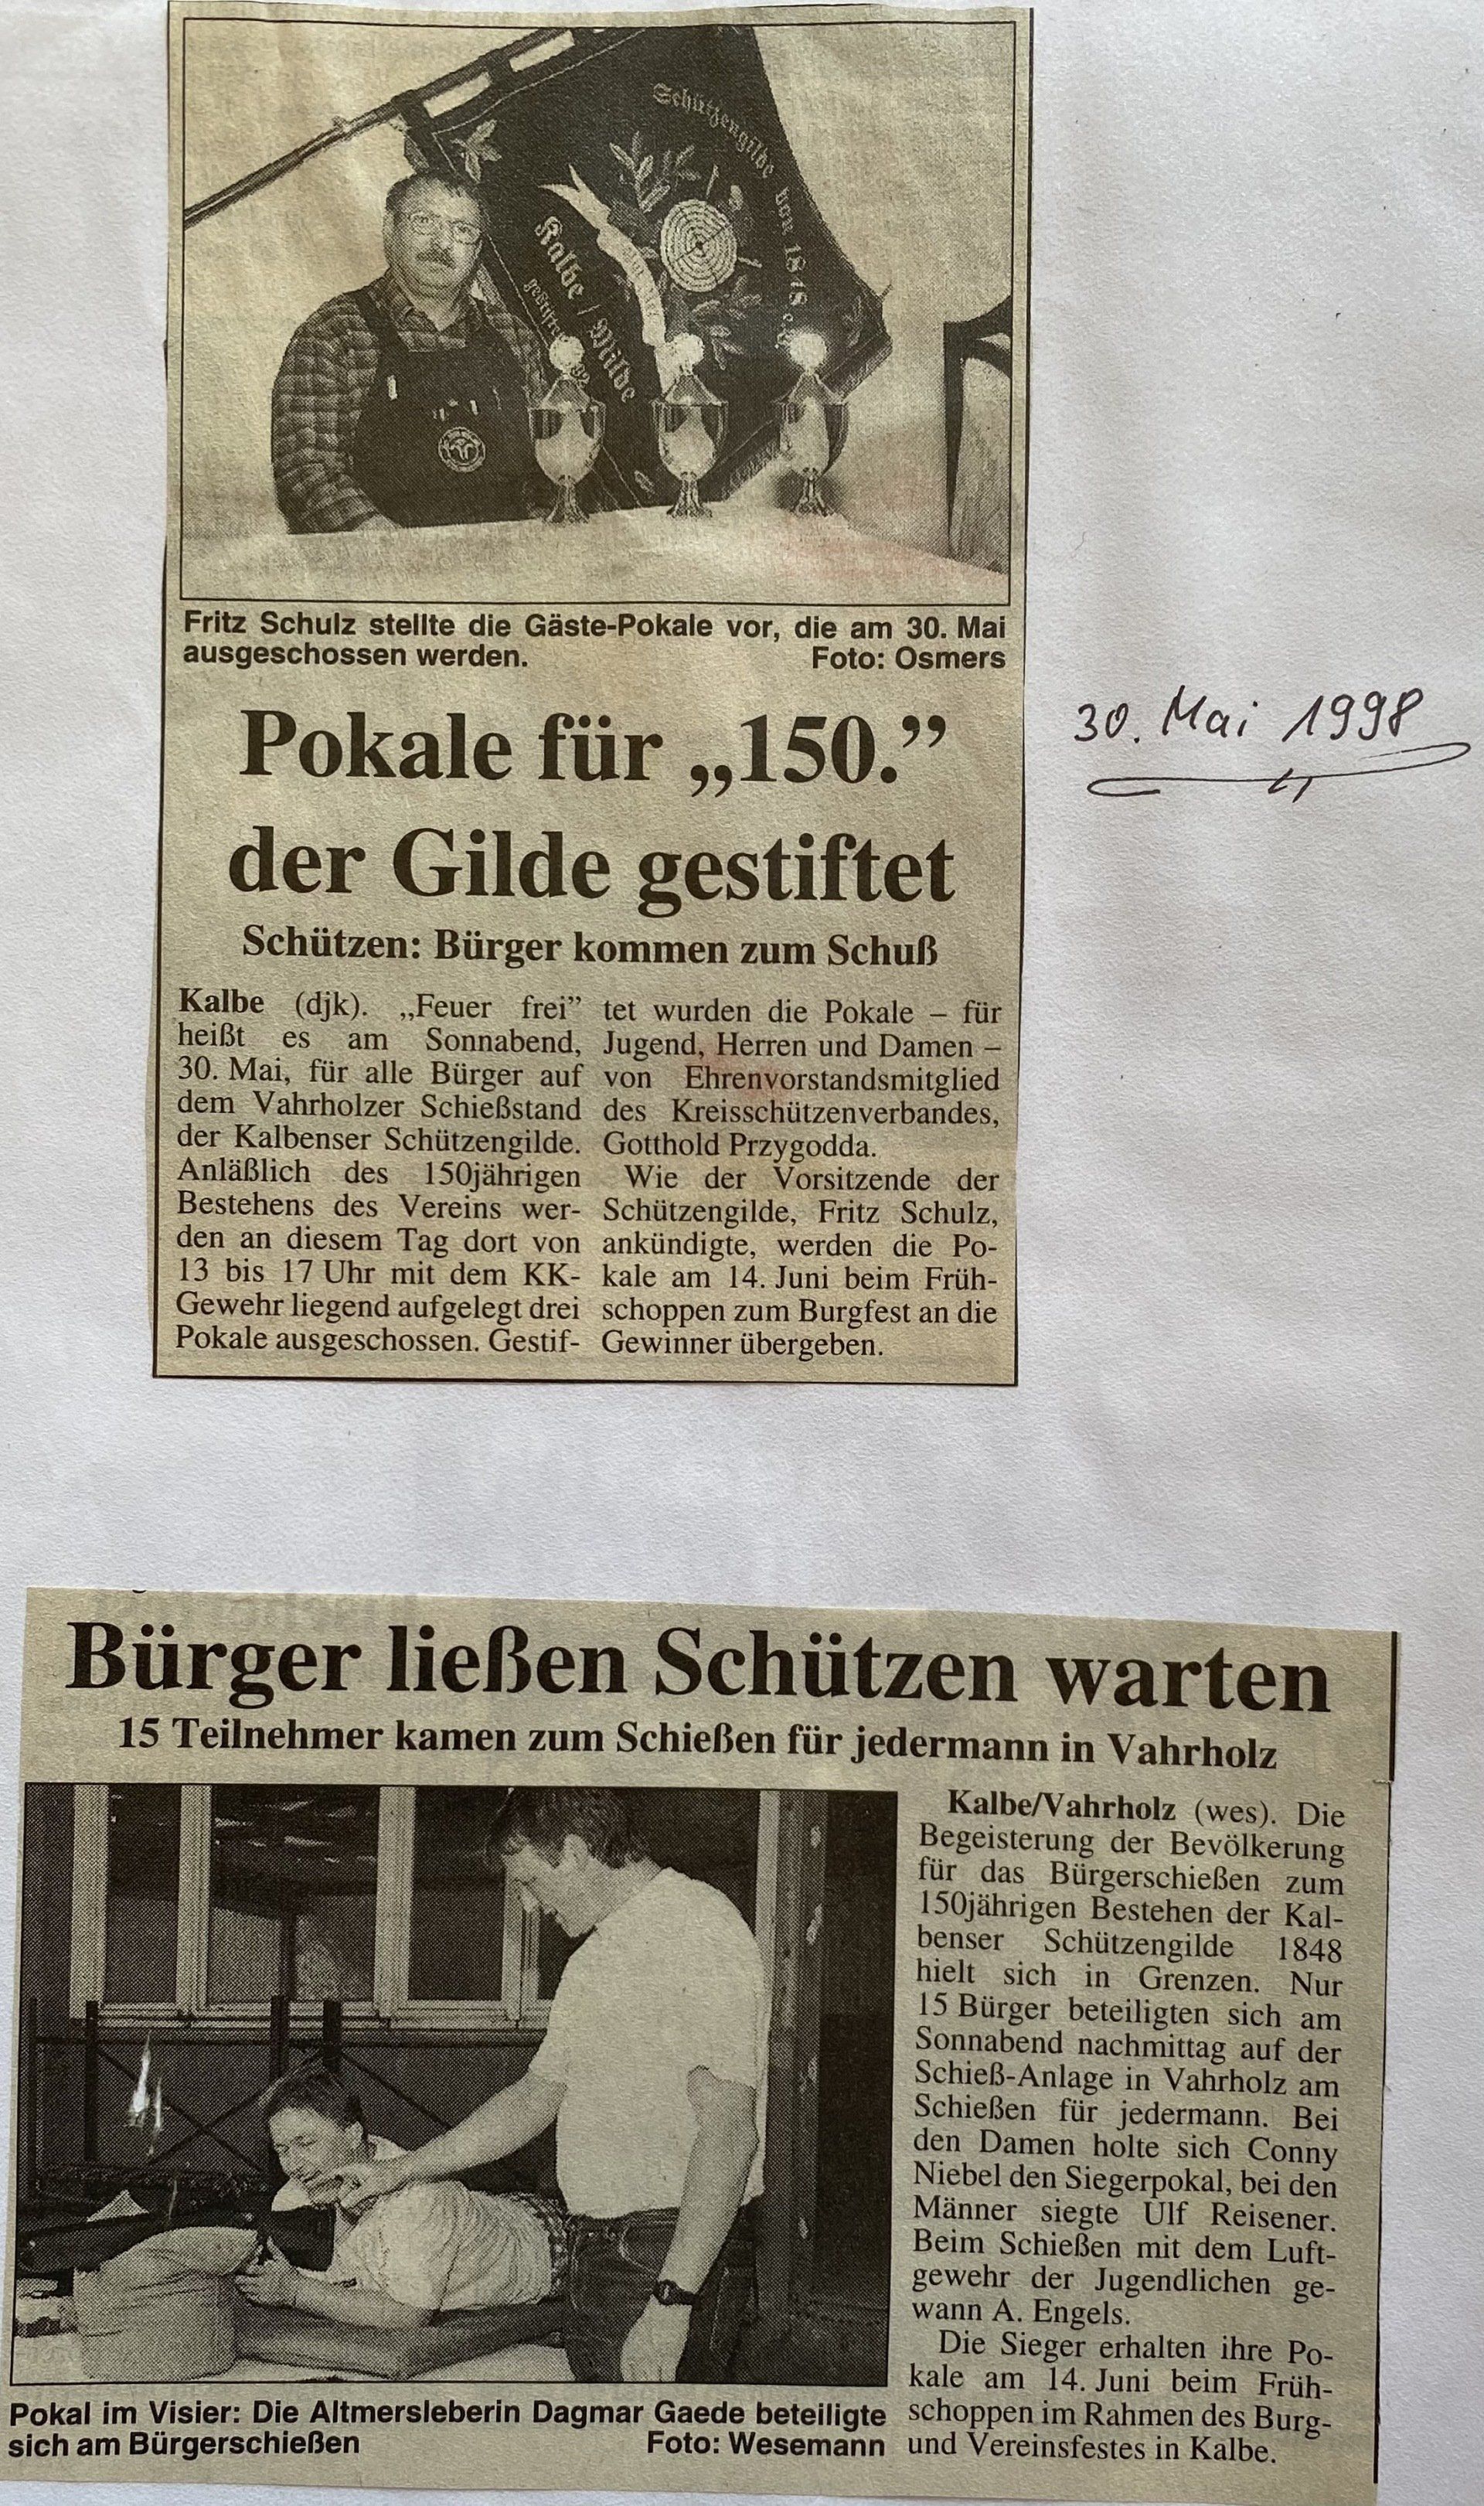 Schützengilde von 1848 e.V.
Kalbe / Milde
Fritz Schulz stellte die Gäste-Pokale vor, die am 30. Mai
ausgeschossen werden. Foto: Osmers
30. Mai 1998
Pokale für „150.”
der Gilde gestiftet
Schützen: Bürger kommen zum Schuß
Kalbe (djk). „Feuer frei”
heißt es am Sonnabend,
30. Mai, für alle Bürger auf
dem Vahrholzer Schießstand
der Kalbenser Schützengilde.
Anläßlich des 150jährigen
Bestehens des Vereins wer-
den an diesem Tag dort von
13 bis 17 Uhr mit dem KK-
Gewehr liegend aufgelegt drei
Pokale ausgeschossen. Gestif-
tet wurden die Pokale – für
Jugend, Herren und Damen –
von Ehrenvorstandsmitglied
des Kreisschützenverbandes,
Gotthold Przygodda.
Wie der Vorsitzende der
Schützengilde, Fritz Schulz,
ankündigte, werden die Po-
kale am 14. Juni beim Früh-
schoppen zum Burgfest an die
Gewinner übergeben.
Bürger ließen Schützen warten
15 Teilnehmer kamen zum Schießen für jedermann in Vahrholz
Kalbe/Vahrholz (wes). Die
Begeisterung der Bevölkerung
für das Bürgerschießen zum
150jährigen Bestehen der Kal-
benser Schützengilde 1848
hielt sich in Grenzen. Nur
15 Bürger beteiligten sich am
Sonnabend nachmittag auf der
Schieß-Anlage in Vahrholz am
Schießen für jedermann. Bei
den Damen holte sich Conny
Niebel den Siegerpokal, bei den
Männer siegte Ulf Reisener.
Beim Schießen mit dem Luft-
gewehr der Jugendlichen ge-
wann A. Engels.
Die Sieger erhalten ihre Po-
kale am 14. Juni beim Früh-
schoppen im Rahmen des Burg-
und Vereinsfestes in Kalbe.
Pokal im Visier: Die Altmersleberin Dagmar Gaede beteiligte
sich am Bürgerschießen Foto: Wesemann